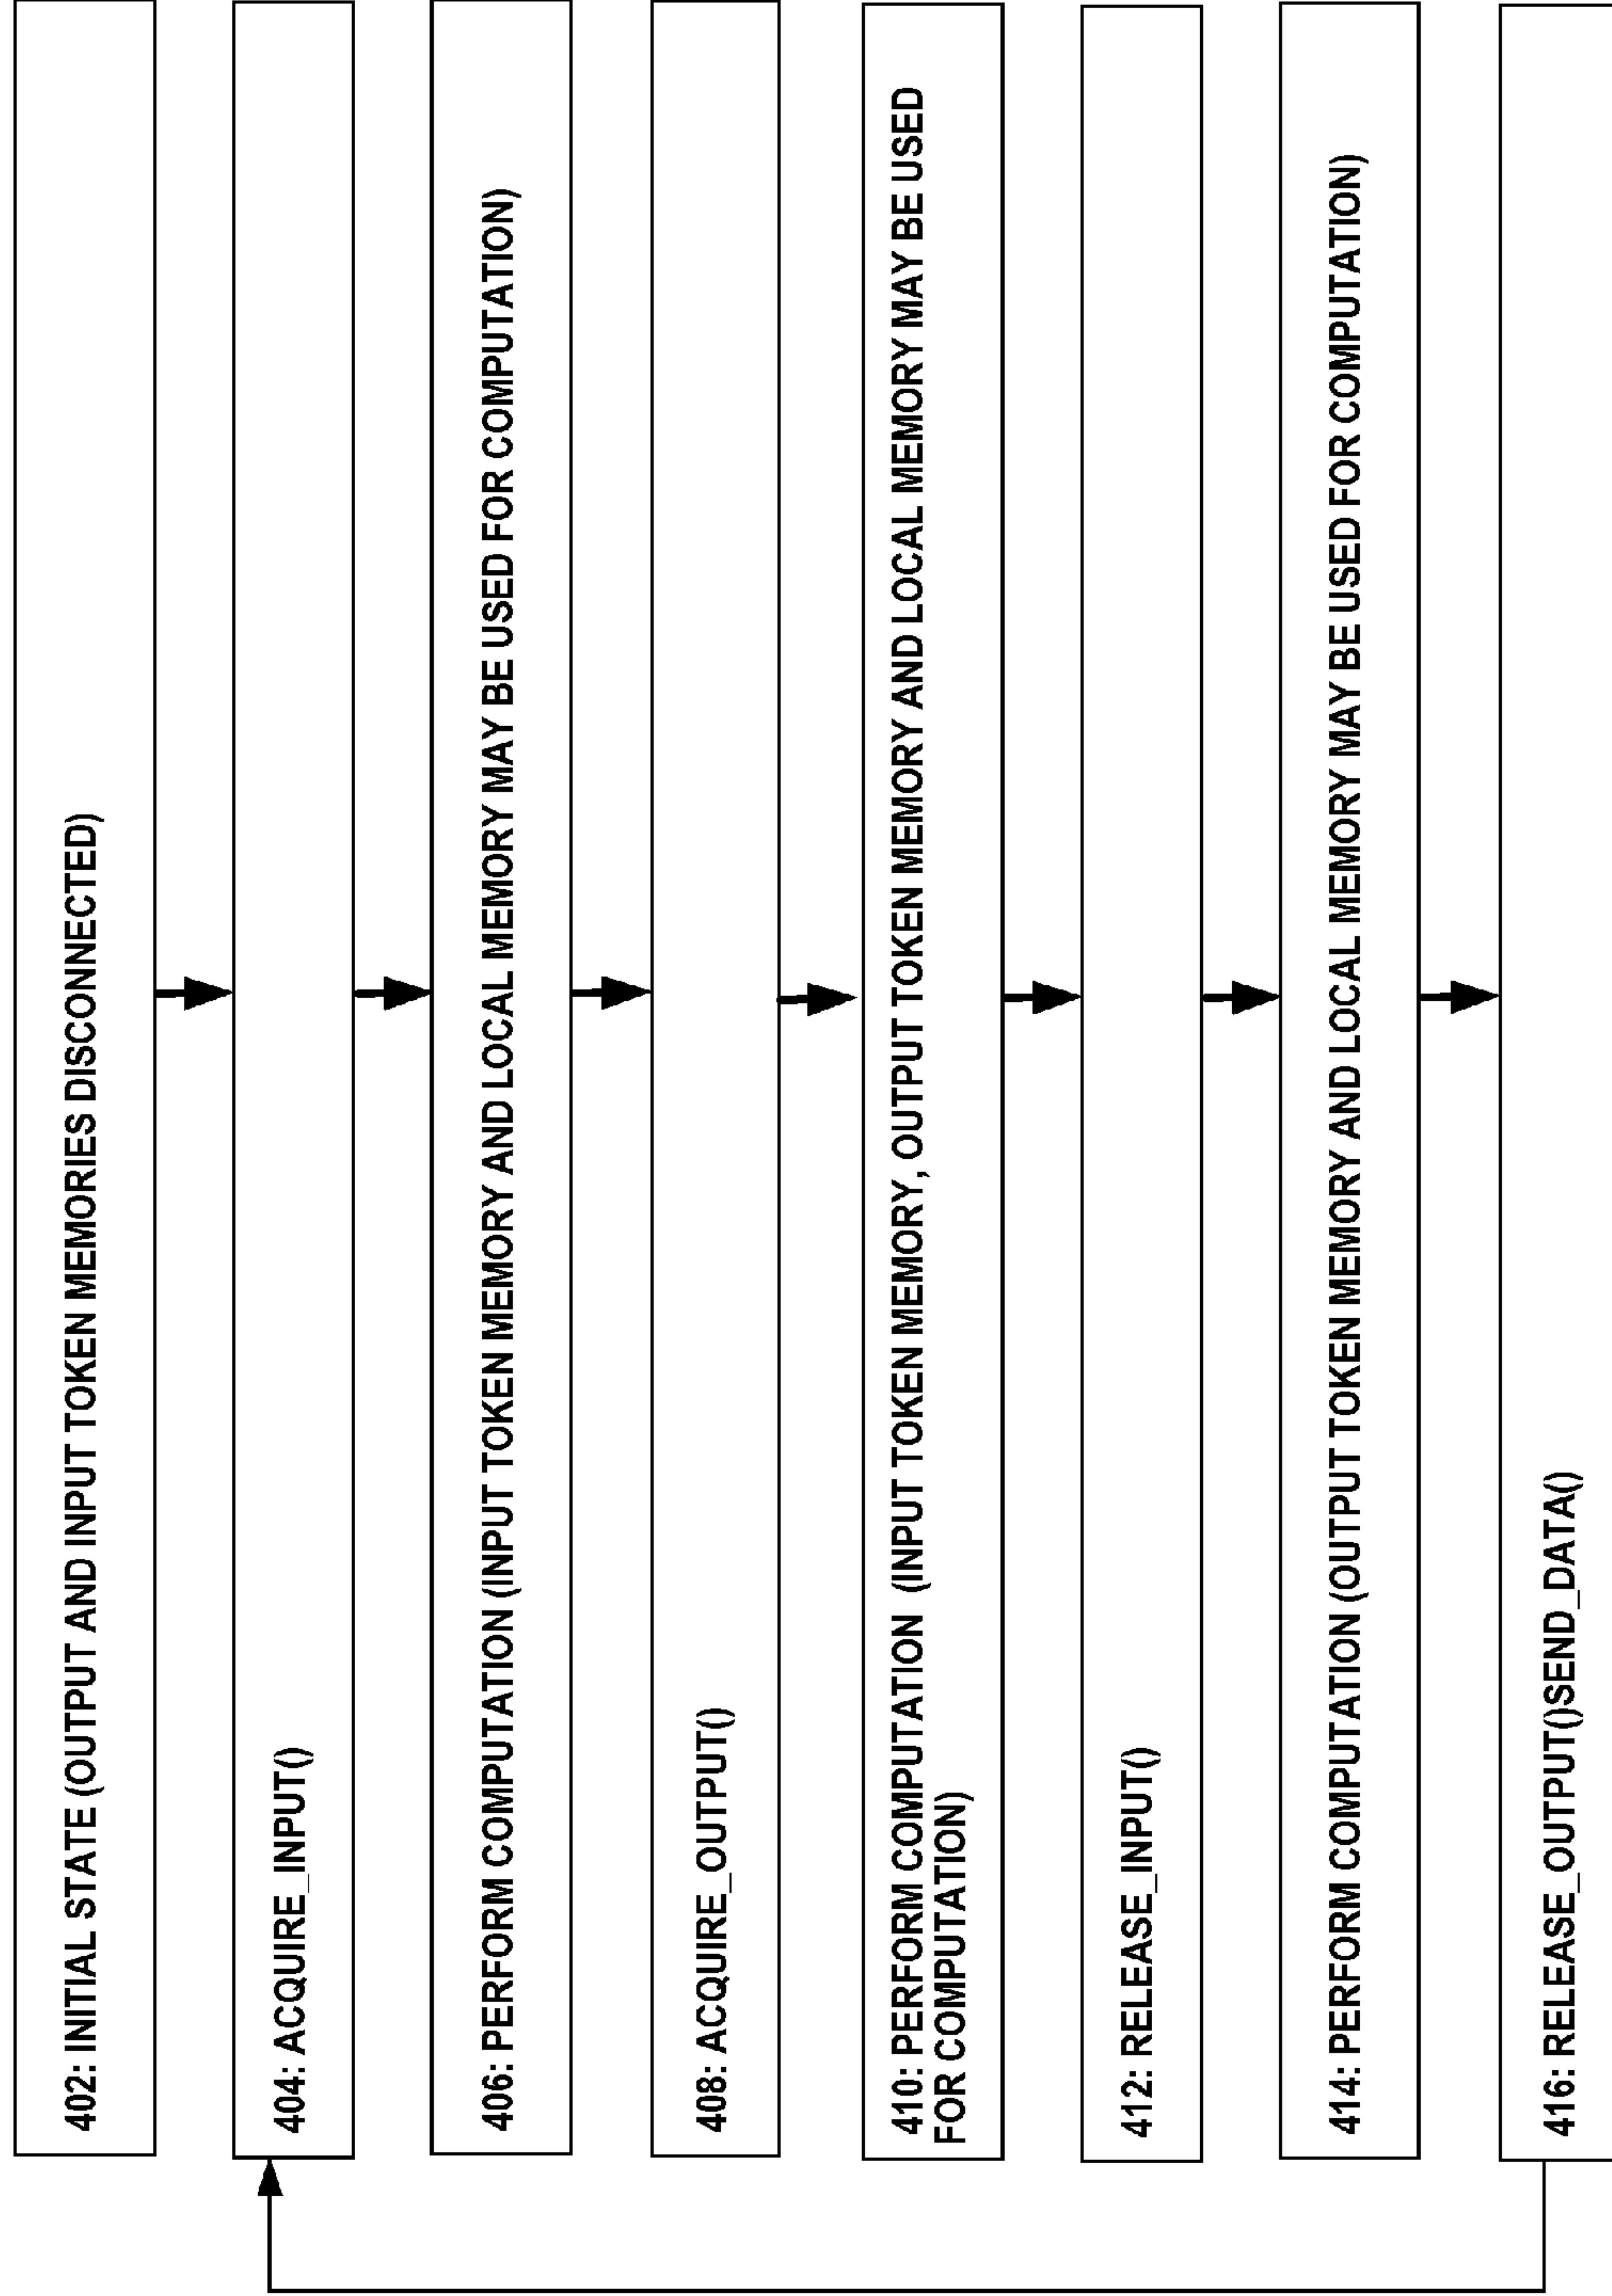 402: INITIAL STATE (OUTPUT AND INPUT TOKEN MEMORIES DISCONNECTED)
404: ACQUIRE_INPUT()
406: PERFORM COMPUTATION (INPUT TOKEN MEMORY AND LOCAL MEMORY MAY BE USED FOR COMPUTATION)
408: ACQUIRE_OUTPUT()
410: PERFORM COMPUTATION (INPUT TOKEN MEMORY, OUTPUT TOKEN MEMORY AND LOCAL MEMORY MAY BE USED
FOR COMPUTATION)
412: RELEASE_INPUT()
414: PERFORM COMPUTATION (OUTPUT TOKEN MEMORY AND LOCAL MEMORY MAY BE USED FOR COMPUTATION)
416: RELEASE_OUTPUT()SEND_DATA()